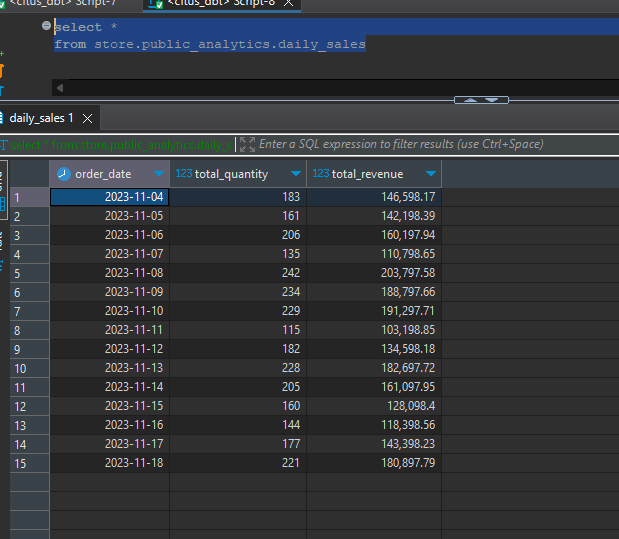 <citus_dbt> Script-7
<citus_dbt> Script-8
select *
from store.public_analytics.daily_sales
daily_sales 1
select * from store.public_analytics.daily_s
Enter a SQL expression to filter results (use Ctrl+Space)
order_date 123 total_quantity 123 total_revenue
1 2023-11-04 183 146,598.17
2 2023-11-05 161 142,198.39
3 2023-11-06 206 160,197.94
4 2023-11-07 135 110,798.65
5 2023-11-08 242 203,797.58
6 2023-11-09 234 188,797.66
7 2023-11-10 229 191,297.71
8 2023-11-11 115 103,198.85
9 2023-11-12 182 134,598.18
10 2023-11-13 228 182,697.72
11 2023-11-14 205 161,097.95
12 2023-11-15 160 128,098.4
13 2023-11-16 144 118,398.56
14 2023-11-17 177 143,398.23
15 2023-11-18 221 180,897.79